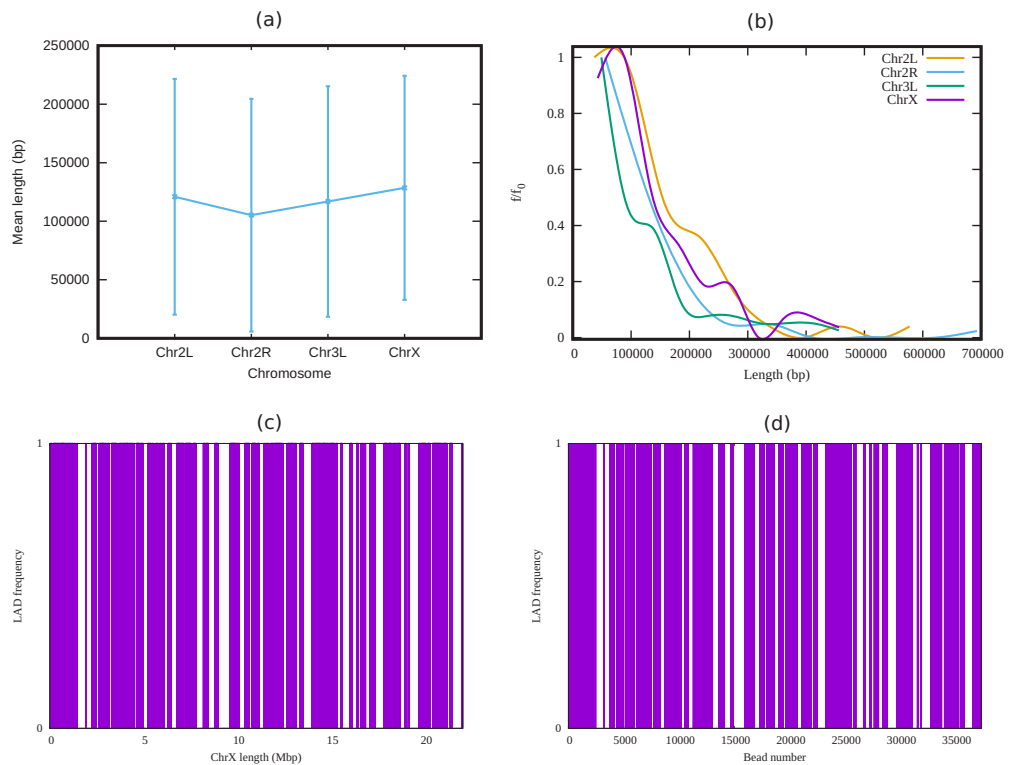 (a)
250000
200000
150000
100000
50000
0
Mean length (bp)
Chr2L Chr2R Chr3L ChrX
Chromosome
(b)
1
0.8
0.6
0.4
0.2
0
f/f0
Chr2L
Chr2R
Chr3L
ChrX
0 100000 200000 300000 400000 500000 600000 700000
Length (bp)
(c)
1
0
LAD frequency
0 5 10 15 20
ChrX length (Mbp)
(d)
1
0
LAD frequency
0 5000 10000 15000 20000 25000 30000 35000
Bead number